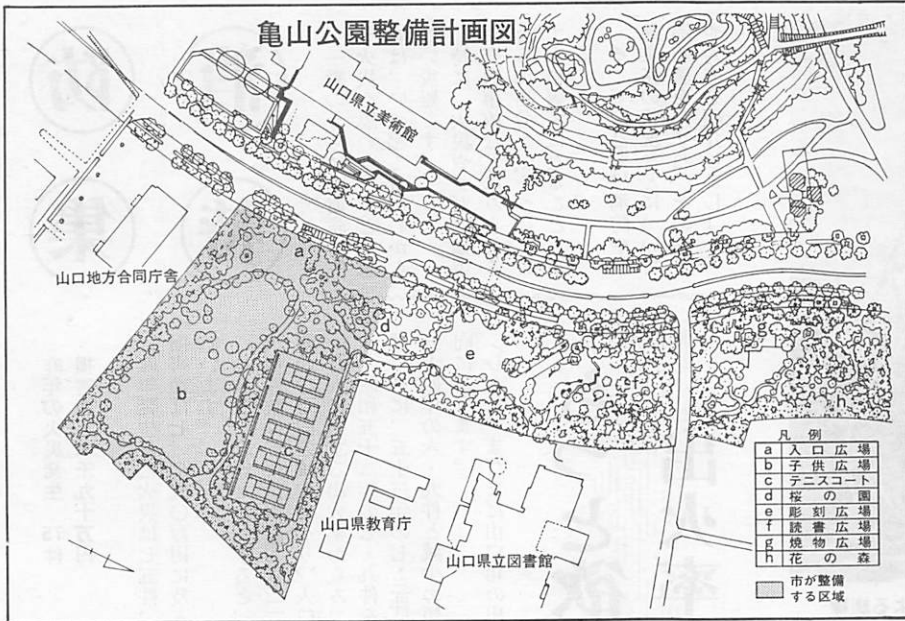 亀山公園整備計画図
山口県立美術館
山口地方合同庁舎
a
d
e
g
b
f
h
c
山口県教育庁
山口県立図書館
凡例
a 入口広場
b 子供広場
c テニスコート
d 桜の園
e 彫刻広場
f 読書広場
g 焼物広場
h 花の森
市が整備
する区域